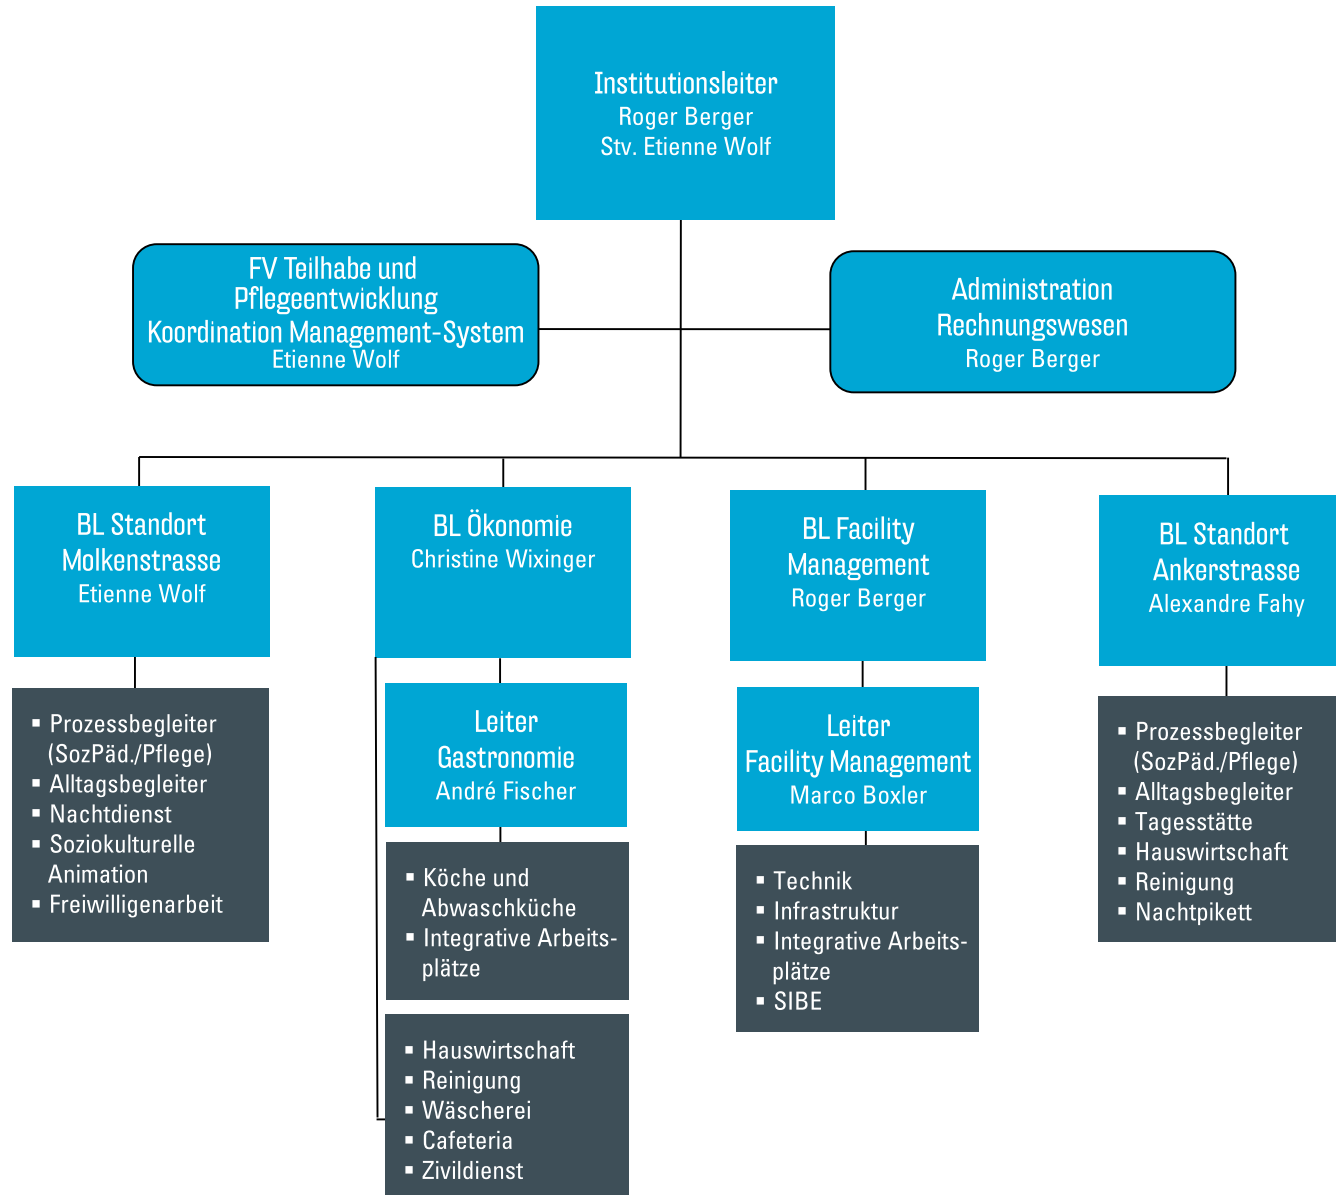 Institutionsleiter
Roger Berger
Stv. Etienne Wolf
FV Teilhabe und
Pflegeentwicklung
Koordination Management-System
Etienne Wolf
Administration
Rechnungswesen
Roger Berger
BL Standort
Molkenstrasse
Etienne Wolf
▪ Prozessbegleiter
(SozPäd./Pflege)
▪ Alltagsbegleiter
▪ Nachtdienst
▪ Soziokulturelle
Animation
▪ Freiwilligenarbeit
BL Ökonomie
Christine Wixinger
Leiter
Gastronomie
André Fischer
▪ Köche und
Abwaschküche
▪ Integrative Arbeits-
plätze
▪ Hauswirtschaft
▪ Reinigung
▪ Wäscherei
▪ Cafeteria
▪ Zivildienst
BL Facility
Management
Roger Berger
Leiter
Facility Management
Marco Boxler
▪ Technik
▪ Infrastruktur
▪ Integrative Arbeits-
plätze
▪ SIBE
BL Standort
Ankerstrasse
Alexandre Fahy
▪ Prozessbegleiter
(SozPäd./Pflege)
▪ Alltagsbegleiter
▪ Tagesstätte
▪ Hauswirtschaft
▪ Reinigung
▪ Nachtpikett